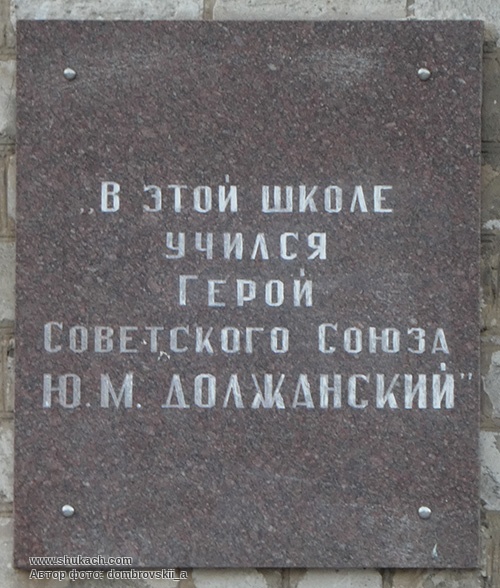 „В этой школе
учился
Герой
Советского Союза
Ю.М. Должанский"
www.shukach.com
Автор фото: dombrovskii_a